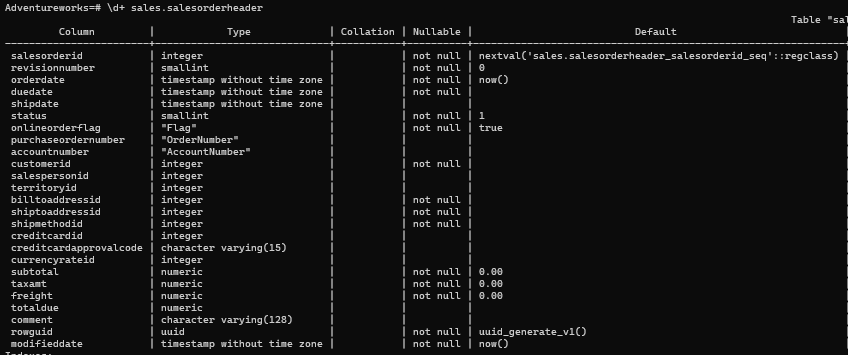 Adventureworks=# \d+ sales.salesorderheader
Table "sal
Column | Type | Collation | Nullable | Default
salesorderid | integer | | not null | nextval('sales.salesorderheader_salesorderid_seq'::regclass) |
revisionnumber | smallint | | not null | 0
orderdate | timestamp without time zone | | not null | now()
duedate | timestamp without time zone | | not null |
shipdate | timestamp without time zone | | |
status | smallint | | not null | 1
onlineorderflag | "Flag" | | not null | true
purchaseordernumber | "OrderNumber" | | |
accountnumber | "AccountNumber" | | |
customerid | integer | | not null |
salespersonid | integer | | |
territoryid | integer | | |
billtoaddressid | integer | | not null |
shiptoaddressid | integer | | not null |
shipmethodid | integer | | not null |
creditcardid | integer | | |
creditcardapprovalcode | character varying(15) | | |
currencyrateid | integer | | |
subtotal | numeric | | not null | 0.00
taxamt | numeric | | not null | 0.00
freight | numeric | | not null | 0.00
totaldue | numeric | | |
comment | character varying(128) | | |
rowguid | uuid | | not null | uuid_generate_v1()
modifieddate | timestamp without time zone | | not null | now()